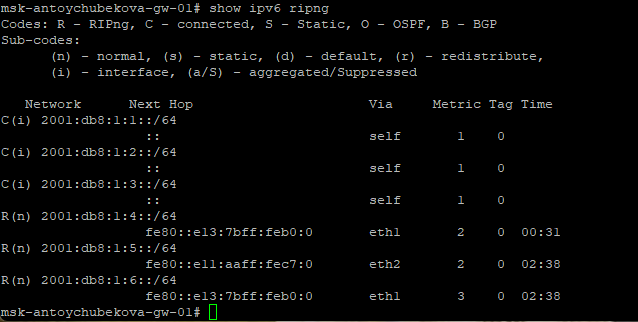 msk-antoychubekova-gw-01# show ipv6 ripng
Codes: R - RIPng, C - connected, S - Static, O - OSPF, B - BGP
Sub-codes:
      (n) - normal, (s) - static, (d) - default, (r) - redistribute,
      (i) - interface, (a/S) - aggregated/Suppressed

   Network      Next Hop                      Via     Metric Tag Time
C(i) 2001:db8:1:1::/64
                  ::                          self       1    0
C(i) 2001:db8:1:2::/64
                  ::                          self       1    0
C(i) 2001:db8:1:3::/64
                  ::                          self       1    0
R(n) 2001:db8:1:4::/64
                  fe80::e13:7bff:feb0:0       eth1       2    0  00:31
R(n) 2001:db8:1:5::/64
                  fe80::e11:aaff:fec7:0       eth2       2    0  02:38
R(n) 2001:db8:1:6::/64
                  fe80::e13:7bff:feb0:0       eth1       3    0  02:38
msk-antoychubekova-gw-01#